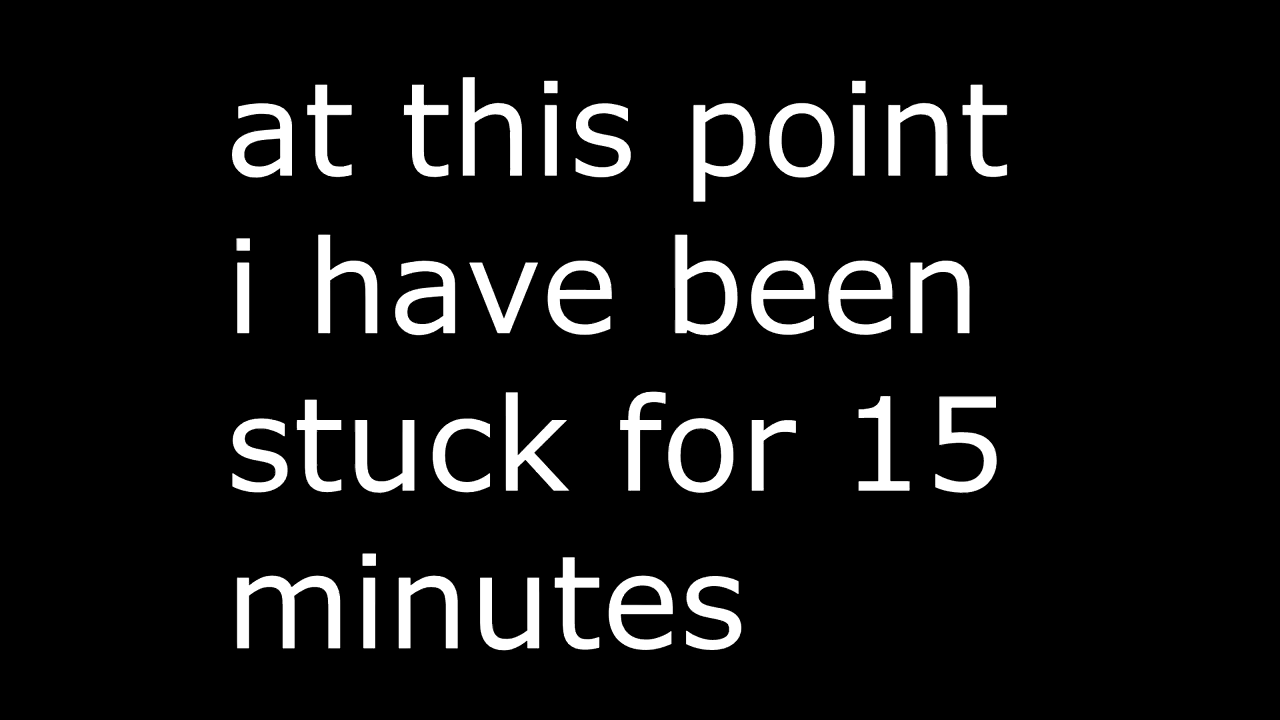 at this point
i have been
stuck for 15
minutes